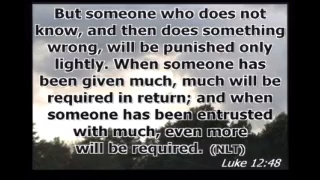 But someone who does not
know, and then does something
wrong, will be punished only
lightly. When someone has
been given much, much will be
required in return; and when
someone has been entrusted
with much, even more
will be required. (NLT)
Luke 12:48